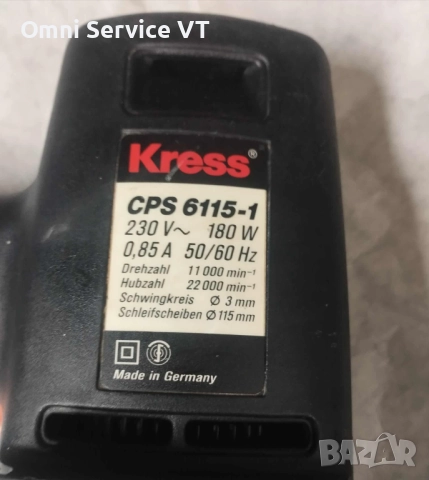 Omni Service VT
Kress®
CPS 6115-1
230 V~ 180 W
0,85 A 50/60 Hz
Drehzahl 11 000 min⁻¹
Hubzahl 22 000 min⁻¹
Schwingkreis Ø 3 mm
Schleifscheiben Ø 115 mm
Made in Germany
BAZAR